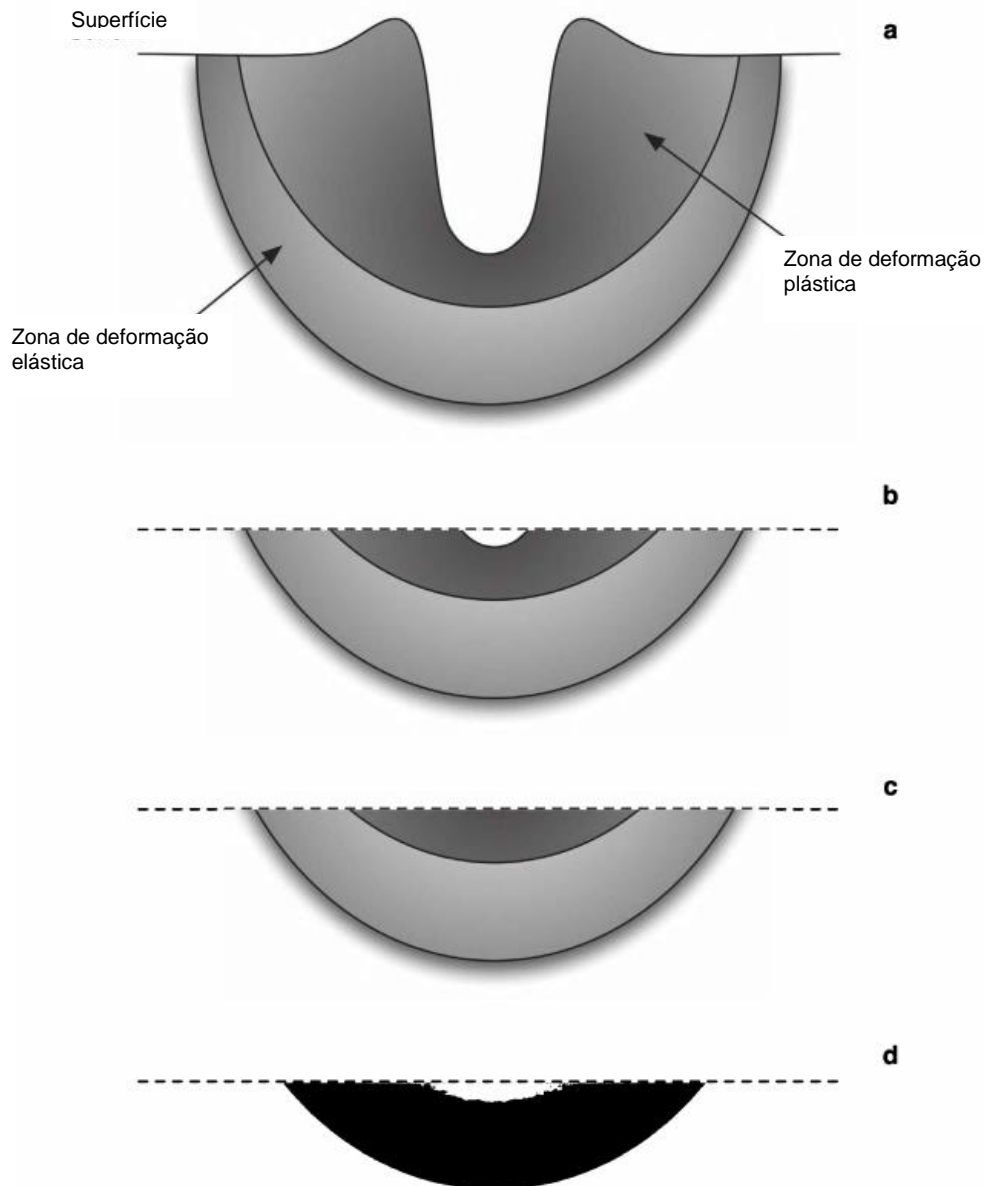 Superfície
a
Zona de deformação
plástica
Zona de deformação
elástica
b
c
d